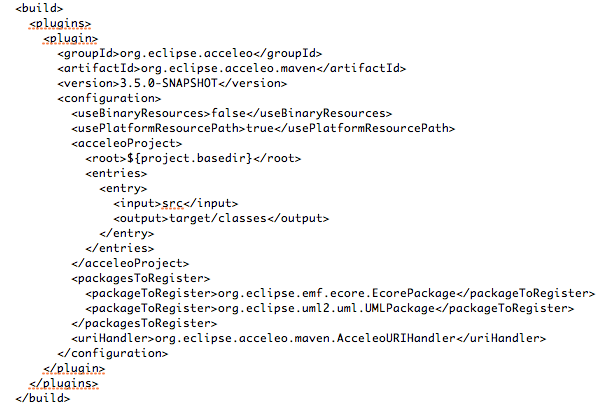 <build>
  <plugins>
    <plugin>
      <groupId>org.eclipse.acceleo</groupId>
      <artifactId>org.eclipse.acceleo.maven</artifactId>
      <version>3.5.0-SNAPSHOT</version>
      <configuration>
        <useBinaryResources>false</useBinaryResources>
        <usePlatformResourcePath>true</usePlatformResourcePath>
        <acceleoProject>
          <root>${project.basedir}</root>
          <entries>
            <entry>
              <input>src</input>
              <output>target/classes</output>
            </entry>
          </entries>
        </acceleoProject>
        <packagesToRegister>
          <packageToRegister>org.eclipse.emf.ecore.EcorePackage</packageToRegister>
          <packageToRegister>org.eclipse.uml2.uml.UMLPackage</packageToRegister>
        </packagesToRegister>
        <uriHandler>org.eclipse.acceleo.maven.AcceleoURIHandler</uriHandler>
      </configuration>
    </plugin>
  </plugins>
</build>